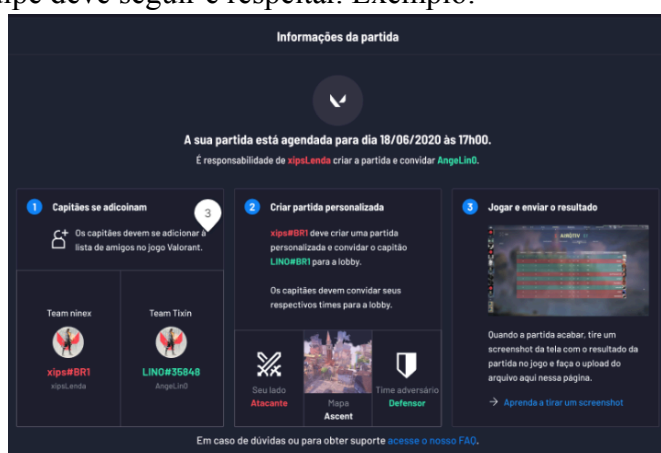 ipe deve seguir e respeitar. Exemplo:
Informações da partida
A sua partida está agendada para dia 18/06/2020 às 17h00.
É responsabilidade de xipsLenda criar a partida e convidar AngeLin0.
1 Capitães se adicoinam
3
Os capitães devem se adicionar à
lista de amigos no jogo Valorant.
Team ninex
xips#BR1
xipsLenda
Team Tixin
LINO#35848
AngeLin0
2 Criar partida personalizada
xips#BR1 deve criar uma partida
personalizada e convidar o capitão
LINO#BR1 para a lobby.
Os capitães devem convidar seus
respectivos times para a lobby.
Seu lado
Atacante
Mapa
Ascent
Time adversário
Defensor
3 Jogar e enviar o resultado
Quando a partida acabar, tire um
screenshot da tela com o resultado da
partida no jogo e faça o upload do
arquivo aqui nessa página.
→ Aprenda a tirar um screenshot
Em caso de dúvidas ou para obter suporte acesse o nosso FAQ.